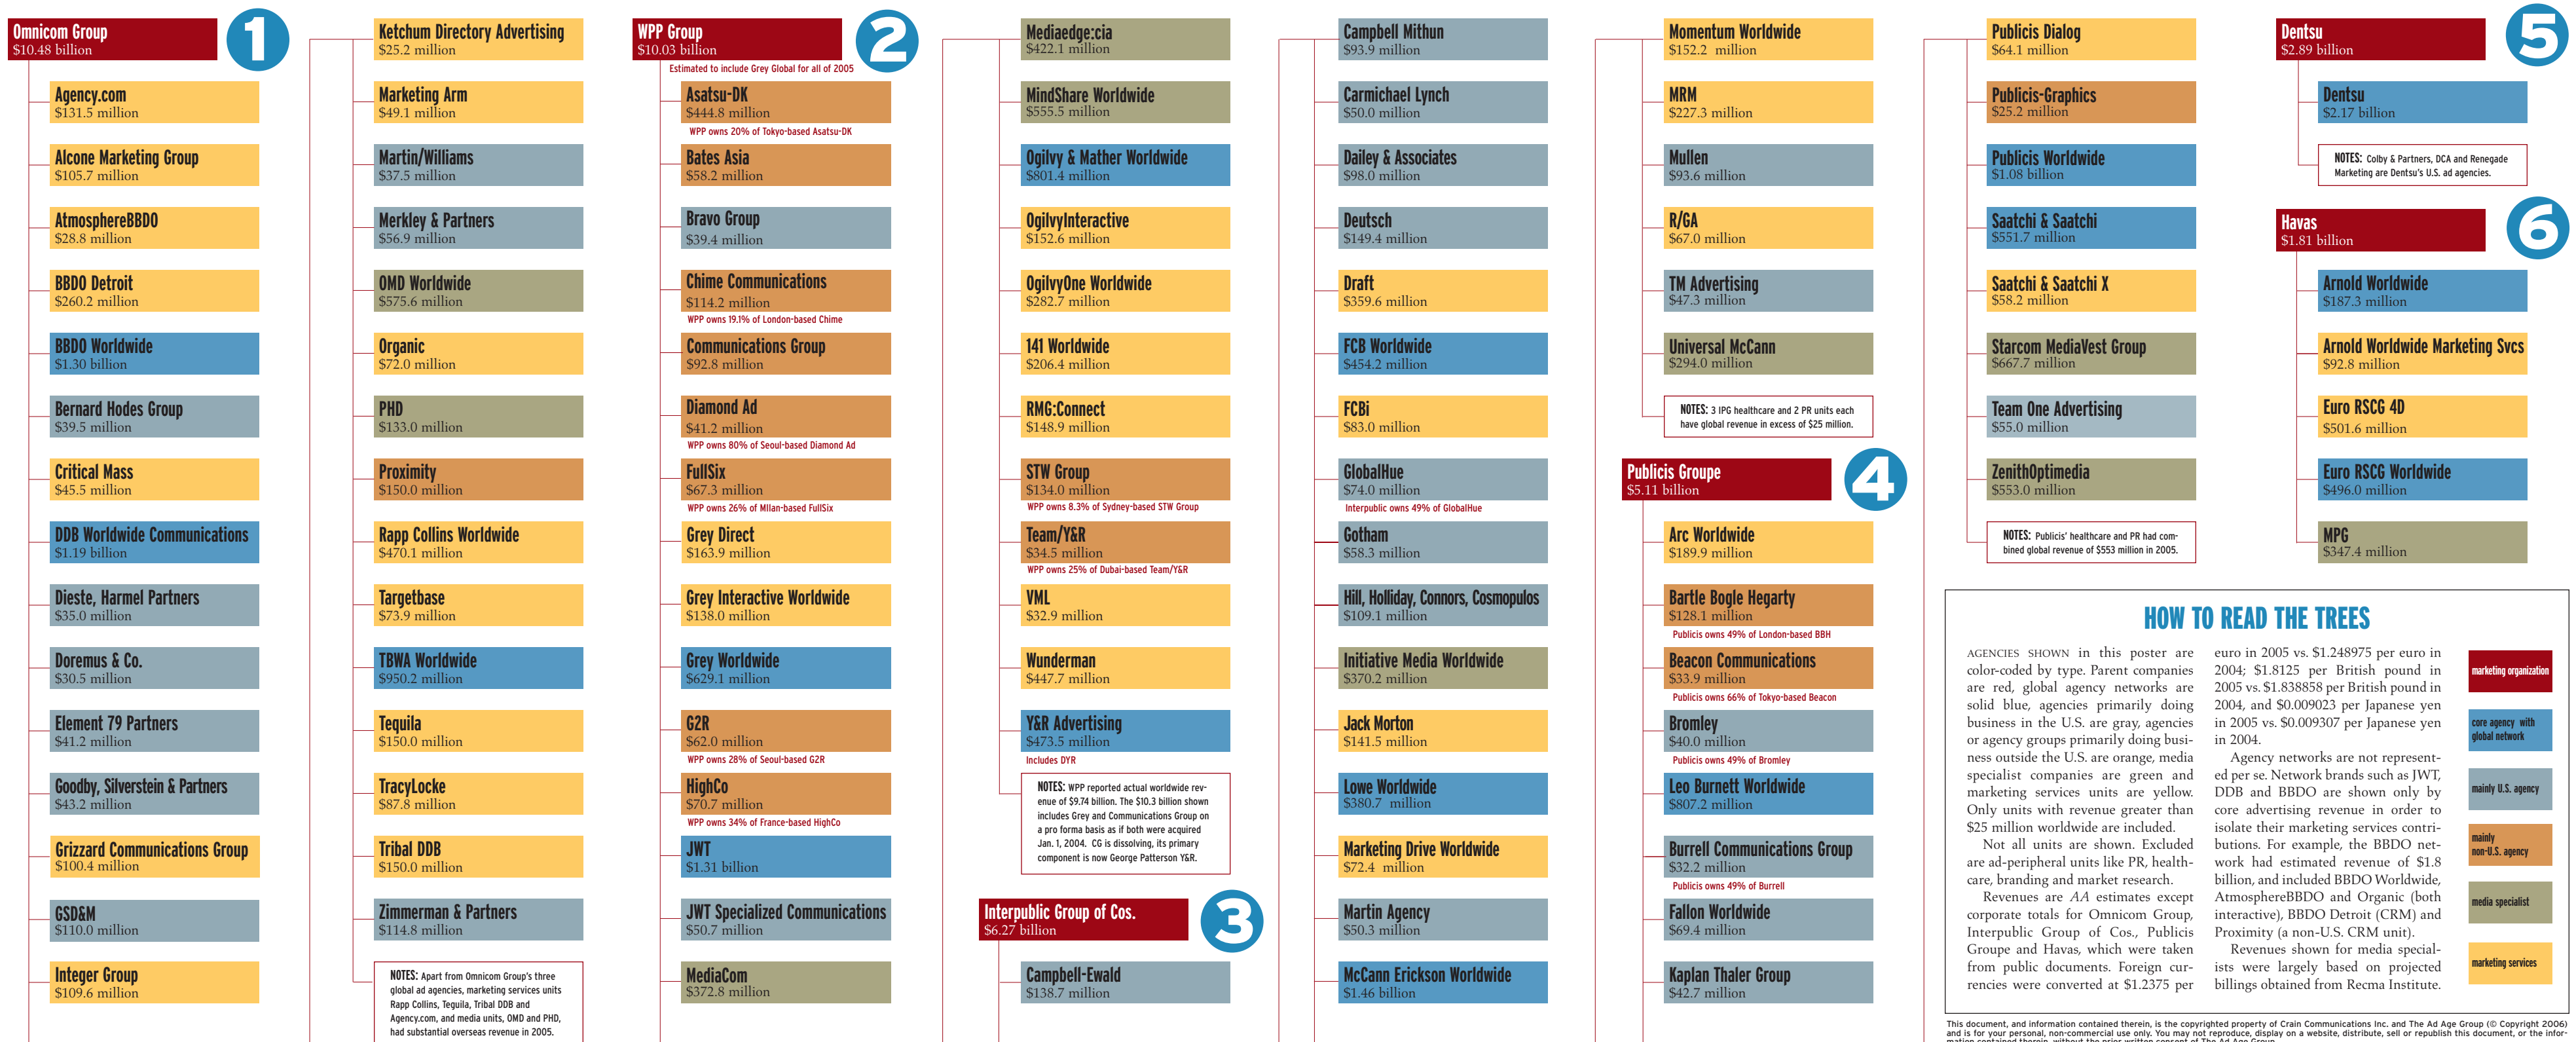 Omnicom Group
$10.48 billion
1
Agency.com
$131.5 million
Alcone Marketing Group
$105.7 million
AtmosphereBBDO
$28.8 million
BBDO Detroit
$260.2 million
BBDO Worldwide
$1.30 billion
Bernard Hodes Group
$39.5 million
Critical Mass
$45.5 million
DDB Worldwide Communications
$1.19 billion
Dieste, Harmel Partners
$35.0 million
Doremus & Co.
$30.5 million
Element 79 Partners
$41.2 million
Goodby, Silverstein & Partners
$43.2 million
Grizzard Communications Group
$100.4 million
GSD&M
$110.0 million
Integer Group
$109.6 million
Ketchum Directory Advertising
$25.2 million
Marketing Arm
$49.1 million
Martin/Williams
$37.5 million
Merkley & Partners
$56.9 million
OMD Worldwide
$575.6 million
Organic
$72.0 million
PHD
$133.0 million
Proximity
$150.0 million
Rapp Collins Worldwide
$470.1 million
Targetbase
$73.9 million
TBWA Worldwide
$950.2 million
Tequila
$150.0 million
TracyLocke
$87.8 million
Tribal DDB
$150.0 million
Zimmerman & Partners
$114.8 million
NOTES: Apart from Omnicom Group's three
global ad agencies, marketing services units
Rapp Collins, Tequila, Tribal DDB and
Agency.com, and media units, OMD and PHD,
had substantial overseas revenue in 2005.
WPP Group
$10.03 billion
2
Estimated to include Grey Global for all of 2005
Asatsu-DK
$444.8 million
WPP owns 20% of Tokyo-based Asatsu-DK
Bates Asia
$58.2 million
Bravo Group
$39.4 million
Chime Communications
$114.2 million
WPP owns 19.1% of London-based Chime
Communications Group
$92.8 million
Diamond Ad
$41.2 million
WPP owns 80% of Seoul-based Diamond Ad
FullSix
$67.3 million
WPP owns 26% of MIlan-based FullSix
Grey Direct
$163.9 million
Grey Interactive Worldwide
$138.0 million
Grey Worldwide
$629.1 million
G2R
$62.0 million
WPP owns 28% of Seoul-based G2R
HighCo
$70.7 million
WPP owns 34% of France-based HighCo
JWT
$1.31 billion
JWT Specialized Communications
$50.7 million
MediaCom
$372.8 million
Mediaedge:cia
$422.1 million
MindShare Worldwide
$555.5 million
Ogilvy & Mather Worldwide
$801.4 million
OgilvyInteractive
$152.6 million
OgilvyOne Worldwide
$282.7 million
141 Worldwide
$206.4 million
RMG:Connect
$148.9 million
STW Group
$134.0 million
WPP owns 8.3% of Sydney-based STW Group
Team/Y&R
$34.5 million
WPP owns 25% of Dubai-based Team/Y&R
VML
$32.9 million
Wunderman
$447.7 million
Y&R Advertising
$473.5 million
Includes DYR
NOTES: WPP reported actual worldwide rev-
enue of $9.74 billion. The $10.3 billion shown
includes Grey and Communications Group on
a pro forma basis as if both were acquired
Jan. 1, 2004. CG is dissolving, its primary
component is now George Patterson Y&R.
Interpublic Group of Cos.
$6.27 billion
3
Campbell-Ewald
$138.7 million
Campbell Mithun
$93.9 million
Carmichael Lynch
$50.0 million
Dailey & Associates
$98.0 million
Deutsch
$149.4 million
Draft
$359.6 million
FCB Worldwide
$454.2 million
FCBi
$83.0 million
GlobalHue
$74.0 million
Interpublic owns 49% of GlobalHue
Gotham
$58.3 million
Hill, Holliday, Connors, Cosmopulos
$109.1 million
Initiative Media Worldwide
$370.2 million
Jack Morton
$141.5 million
Lowe Worldwide
$380.7 million
Marketing Drive Worldwide
$72.4 million
Martin Agency
$50.3 million
McCann Erickson Worldwide
$1.46 billion
Momentum Worldwide
$152.2 million
MRM
$227.3 million
Mullen
$93.6 million
R/GA
$67.0 million
TM Advertising
$47.3 million
Universal McCann
$294.0 million
NOTES: 3 IPG healthcare and 2 PR units each
have global revenue in excess of $25 million.
Publicis Groupe
$5.11 billion
4
Arc Worldwide
$189.9 million
Bartle Bogle Hegarty
$128.1 million
Publicis owns 49% of London-based BBH
Beacon Communications
$33.9 million
Publicis owns 66% of Tokyo-based Beacon
Bromley
$40.0 million
Publicis owns 49% of Bromley
Leo Burnett Worldwide
$807.2 million
Burrell Communications Group
$32.2 million
Publicis owns 49% of Burrell
Fallon Worldwide
$69.4 million
Kaplan Thaler Group
$42.7 million
Publicis Dialog
$64.1 million
Publicis-Graphics
$25.2 million
Publicis Worldwide
$1.08 billion
Saatchi & Saatchi
$551.7 million
Saatchi & Saatchi X
$58.2 million
Starcom MediaVest Group
$667.7 million
Team One Advertising
$55.0 million
ZenithOptimedia
$553.0 million
NOTES: Publicis' healthcare and PR had com-
bined global revenue of $553 million in 2005.
Dentsu
$2.89 billion
5
Dentsu
$2.17 billion
NOTES: Colby & Partners, DCA and Renegade
Marketing are Dentsu's U.S. ad agencies.
Havas
$1.81 billion
6
Arnold Worldwide
$187.3 million
Arnold Worldwide Marketing Svcs
$92.8 million
Euro RSCG 4D
$501.6 million
Euro RSCG Worldwide
$496.0 million
MPG
$347.4 million
HOW TO READ THE TREES
AGENCIES SHOWN in this poster are
color-coded by type. Parent companies
are red, global agency networks are
solid blue, agencies primarily doing
business in the U.S. are gray, agencies
or agency groups primarily doing busi-
ness outside the U.S. are orange, media
specialist companies are green and
marketing services units are yellow.
Only units with revenue greater than
$25 million worldwide are included.
Not all units are shown. Excluded
are ad-peripheral units like PR, health-
care, branding and market research.
Revenues are AA estimates except
corporate totals for Omnicom Group,
Interpublic Group of Cos., Publicis
Groupe and Havas, which were taken
from public documents. Foreign cur-
rencies were converted at $1.2375 per
euro in 2005 vs. $1.248975 per euro in
2004; $1.8125 per British pound in
2005 vs. $1.838858 per British pound in
2004, and $0.009023 per Japanese yen
in 2005 vs. $0.009307 per Japanese yen
in 2004.
Agency networks are not represent-
ed per se. Network brands such as JWT,
DDB and BBDO are shown only by
core advertising revenue in order to
isolate their marketing services contri-
butions. For example, the BBDO net-
work had estimated revenue of $1.8
billion, and included BBDO Worldwide,
AtmosphereBBDO and Organic (both
interactive), BBDO Detroit (CRM) and
Proximity (a non-U.S. CRM unit).
Revenues shown for media special-
ists were largely based on projected
billings obtained from Recma Institute.
marketing organization
core agency with
global network
mainly U.S. agency
mainly
non-U.S. agency
media specialist
marketing services
This document, and information contained therein, is the copyrighted property of Crain Communications Inc. and The Ad Age Group (© Copyright 2006)
and is for your personal, non-commercial use only. You may not reproduce, display on a website, distribute, sell or republish this document, or the infor-
mation contained therein, without the prior written consent of The Ad Age Group.